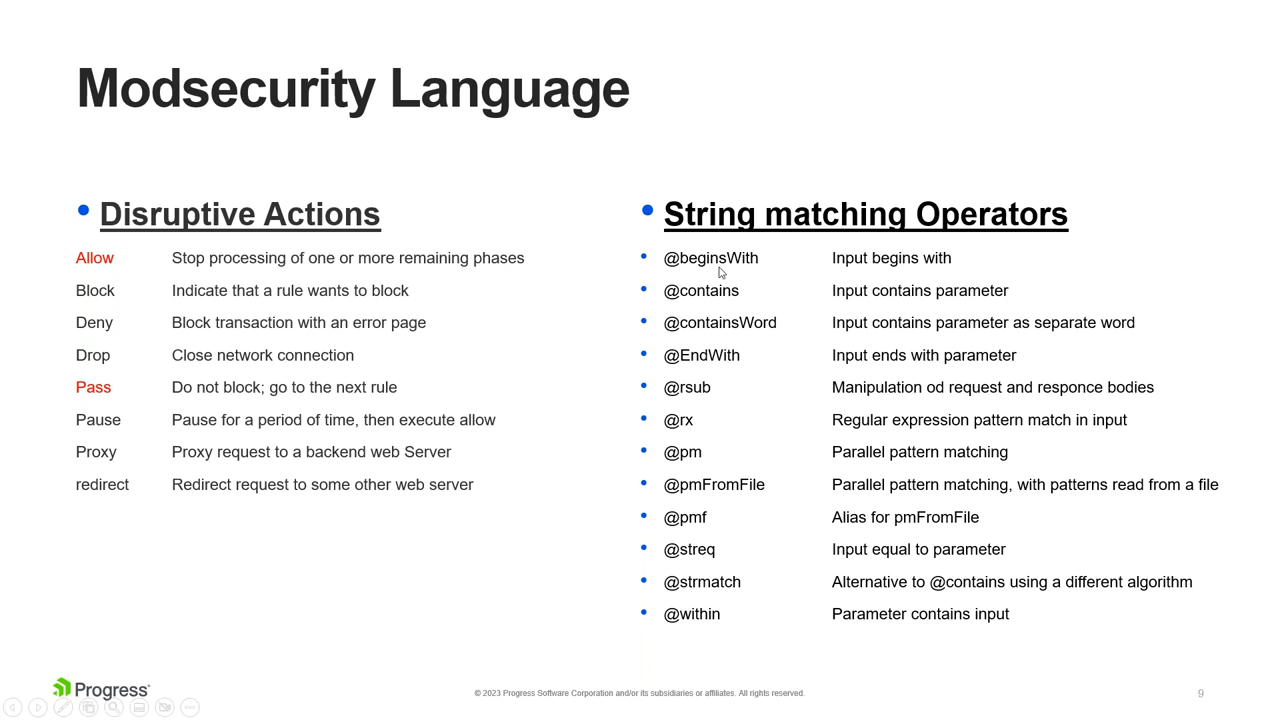 Modsecurity Language
Disruptive Actions
Allow Stop processing of one or more remaining phases
Block Indicate that a rule wants to block
Deny Block transaction with an error page
Drop Close network connection
Pass Do not block; go to the next rule
Pause Pause for a period of time, then execute allow
Proxy Proxy request to a backend web Server
redirect Redirect request to some other web server
String matching Operators
@beginsWith Input begins with
@contains Input contains parameter
@containsWord Input contains parameter as separate word
@EndWith Input ends with parameter
@rsub Manipulation od request and responce bodies
@rx Regular expression pattern match in input
@pm Parallel pattern matching
@pmFromFile Parallel pattern matching, with patterns read from a file
@pmf Alias for pmFromFile
@streq Input equal to parameter
@strmatch Alternative to @contains using a different algorithm
@within Parameter contains input
Progress
© 2023 Progress Software Corporation and/or its subsidiaries or affiliates. All rights reserved.
9